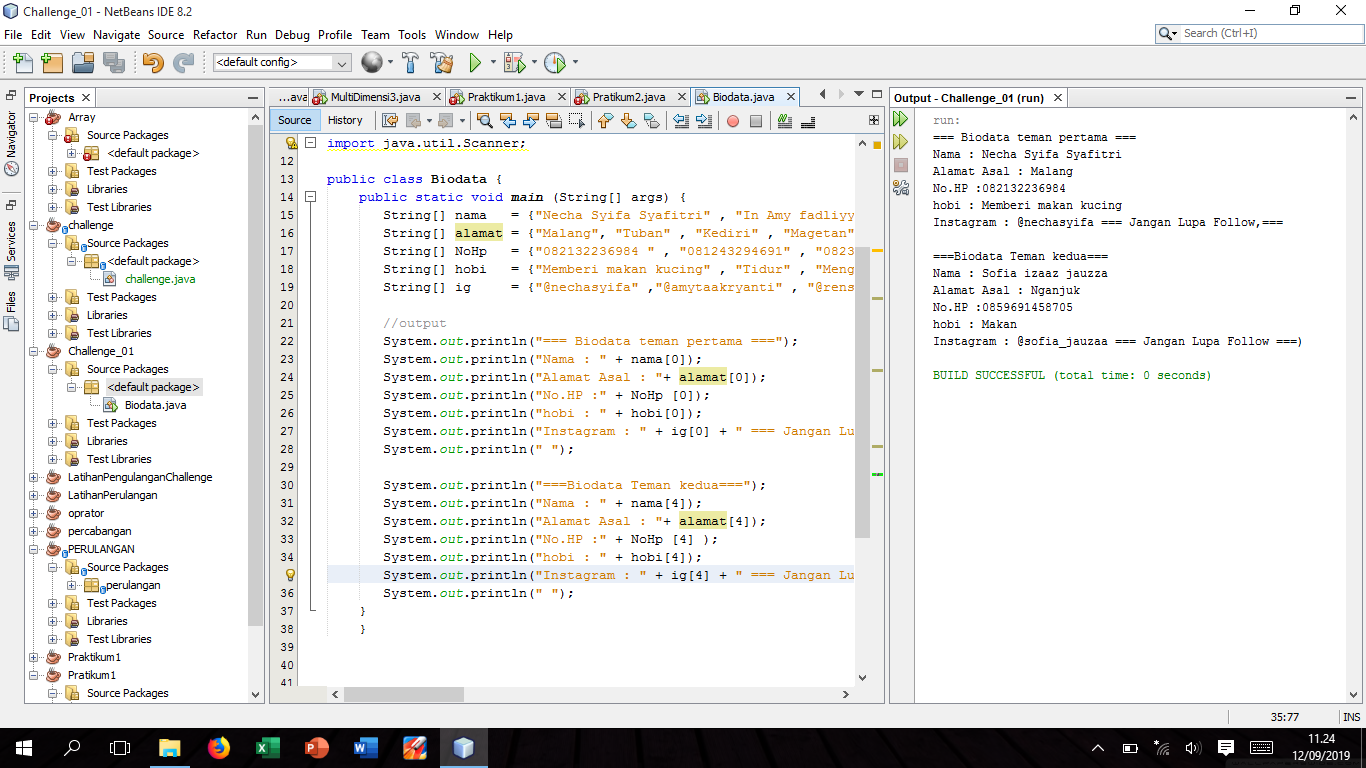 Challenge_01 - NetBeans IDE 8.2
File Edit View Navigate Source Refactor Run Debug Profile Team Tools Window Help
Search (Ctrl+I)
<default config>
Navigator
Services
Files
Projects
Array
Source Packages
<default package>
Test Packages
Libraries
Test Libraries
challenge
Source Packages
<default package>
challenge.java
Test Packages
Libraries
Test Libraries
Challenge_01
Source Packages
<default package>
Biodata.java
Test Packages
Libraries
Test Libraries
LatihanPengulanganChallenge
LatihanPerulangan
oprator
percabangan
PERULANGAN
Source Packages
perulangan
Test Packages
Libraries
Test Libraries
Praktikum1
Pratikum1
Source Packages
...ava MultiDimensi3.java Praktikum1.java Pratikum2.java Biodata.java
Source History
import java.util.Scanner;
12
13 public class Biodata {
14 public static void main (String[] args) {
15 String[] nama = {"Necha Syifa Syafitri" , "In Amy fadliyy
16 String[] alamat = {"Malang", "Tuban" , "Kediri" , "Magetan"
17 String[] NoHp = {"082132236984 " , "081243294691" , "0823
18 String[] hobi = {"Memberi makan kucing" , "Tidur" , "Meng
19 String[] ig = {"@nechasyifa" ,"@amytaakryanti" , "@rens
20
21 //output
22 System.out.println("=== Biodata teman pertama ===");
23 System.out.println("Nama : " + nama[0]);
24 System.out.println("Alamat Asal : "+ alamat[0]);
25 System.out.println("No.HP :" + NoHp [0]);
26 System.out.println("hobi : " + hobi[0]);
27 System.out.println("Instagram : " + ig[0] + " === Jangan Lu
28 System.out.println(" ");
29
30 System.out.println("===Biodata Teman kedua===");
31 System.out.println("Nama : " + nama[4]);
32 System.out.println("Alamat Asal : "+ alamat[4]);
33 System.out.println("No.HP :" + NoHp [4] );
34 System.out.println("hobi : " + hobi[4]);
System.out.println("Instagram : " + ig[4] + " === Jangan Lu
36 System.out.println(" ");
37 }
38 }
39
40
41
Output - Challenge_01 (run)
run:
=== Biodata teman pertama ===
Nama : Necha Syifa Syafitri
Alamat Asal : Malang
No.HP :082132236984
hobi : Memberi makan kucing
Instagram : @nechasyifa === Jangan Lupa Follow,===
===Biodata Teman kedua===
Nama : Sofia izaaz jauzza
Alamat Asal : Nganjuk
No.HP :0859691458705
hobi : Makan
Instagram : @sofia_jauzaa === Jangan Lupa Follow ===)
BUILD SUCCESSFUL (total time: 0 seconds)
35:77 INS
11.24
12/09/2019